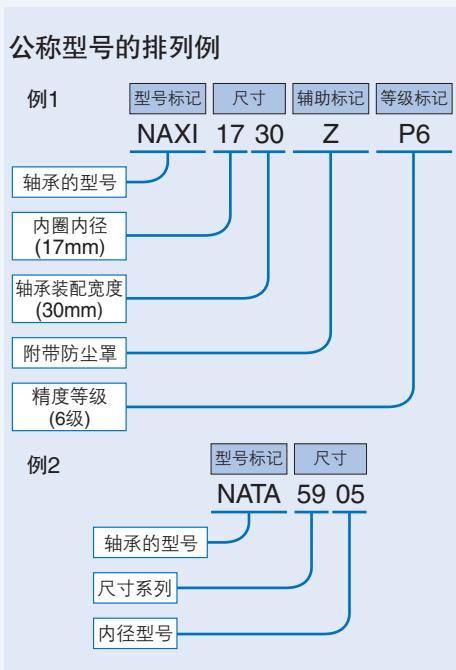 公称型号的排列例
例1
型号标记 尺寸 辅助标记 等级标记
NAXI 17 30 Z P6
轴承的型号
内圈内径
(17mm)
轴承装配宽度
(30mm)
附带防尘罩
精度等级
(6级)
例2
型号标记 尺寸
NATA 59 05
轴承的型号
尺寸系列
内径型号